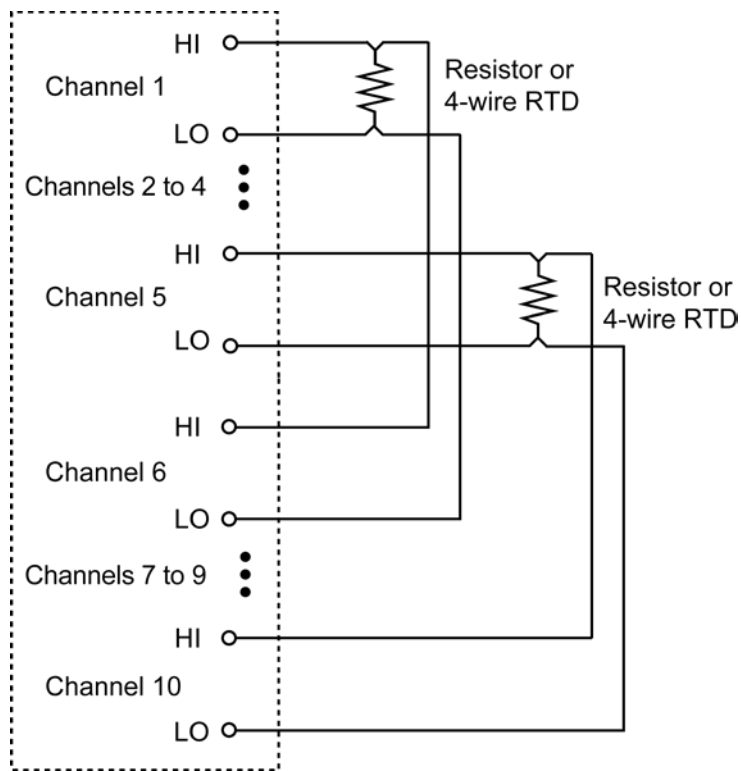 HI
Channel 1
Resistor or
4-wire RTD
LO
Channels 2 to 4
HI
Channel 5
Resistor or
4-wire RTD
LO
HI
Channel 6
LO
Channels 7 to 9
HI
Channel 10
LO